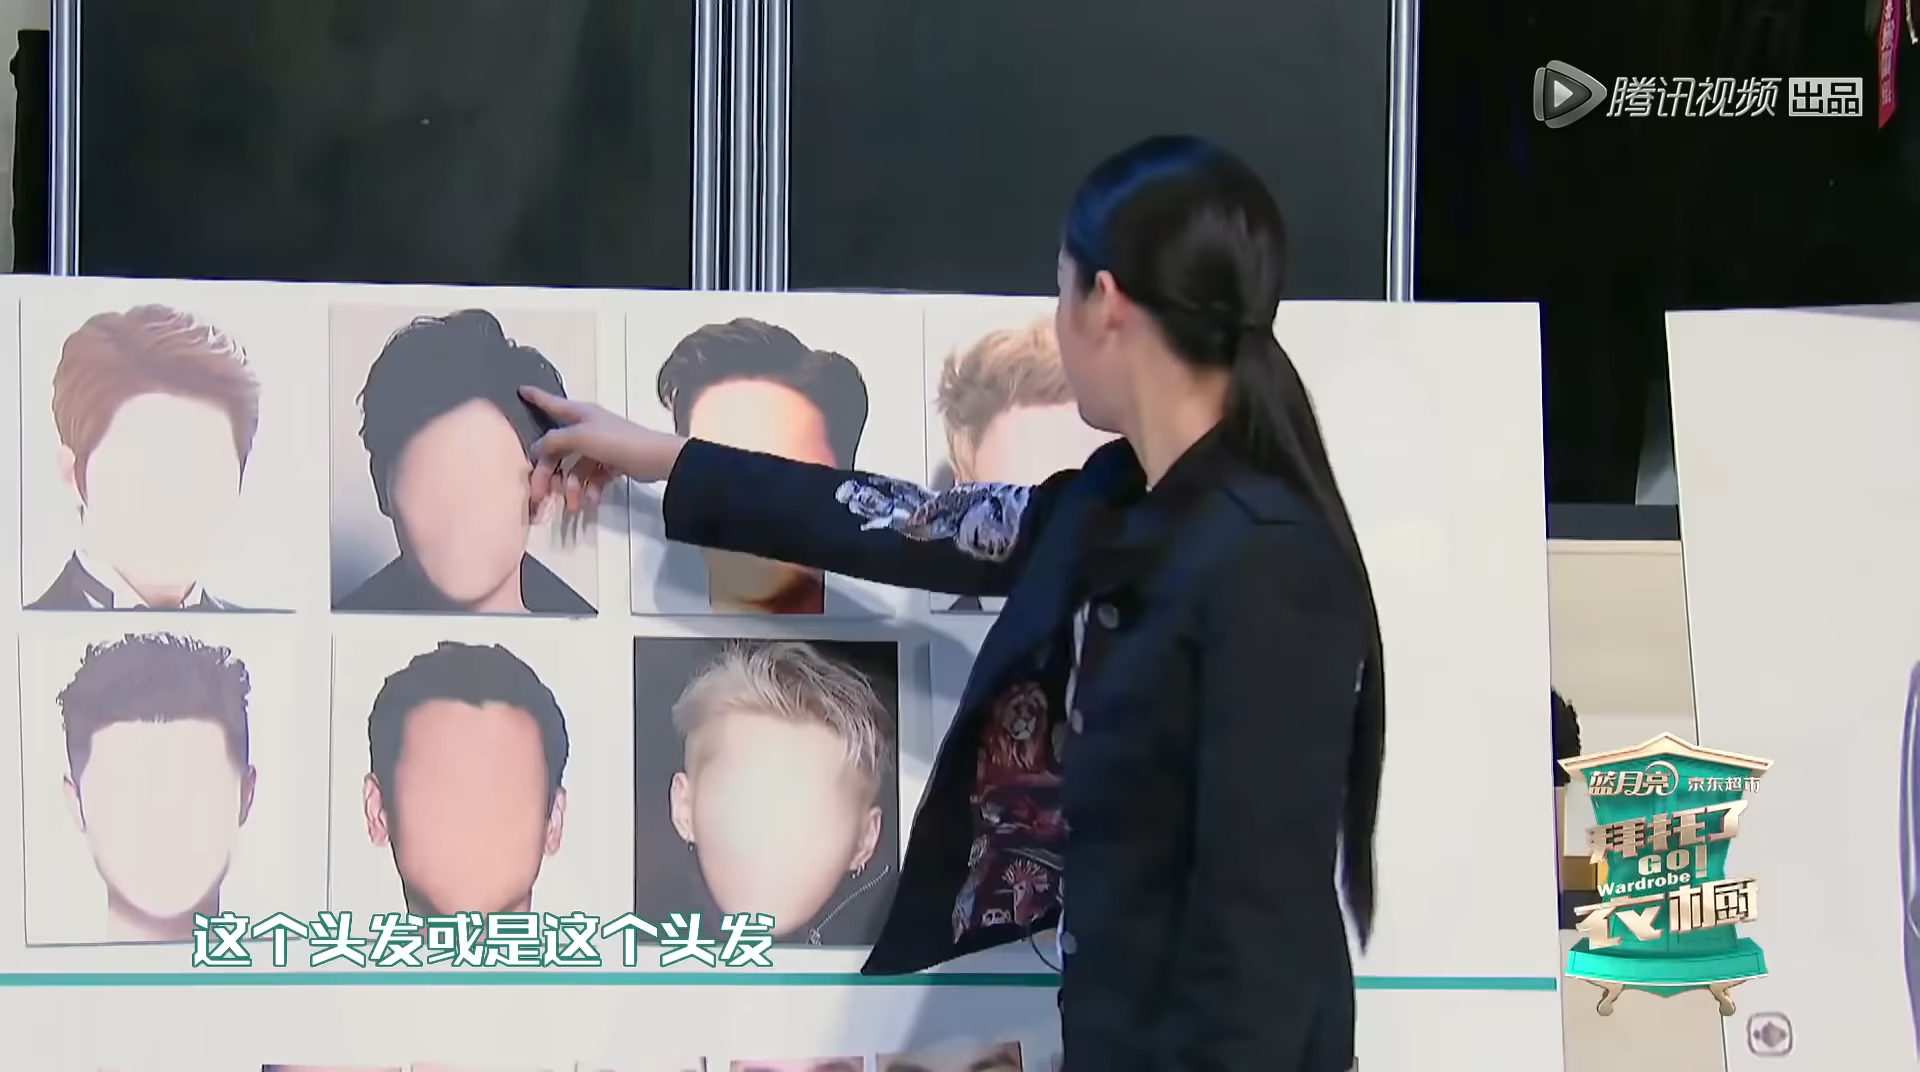 腾讯视频 出品
蓝月亮 京东超市
拜托了
GO!
Wardrobe
衣橱
这个头发或是这个头发